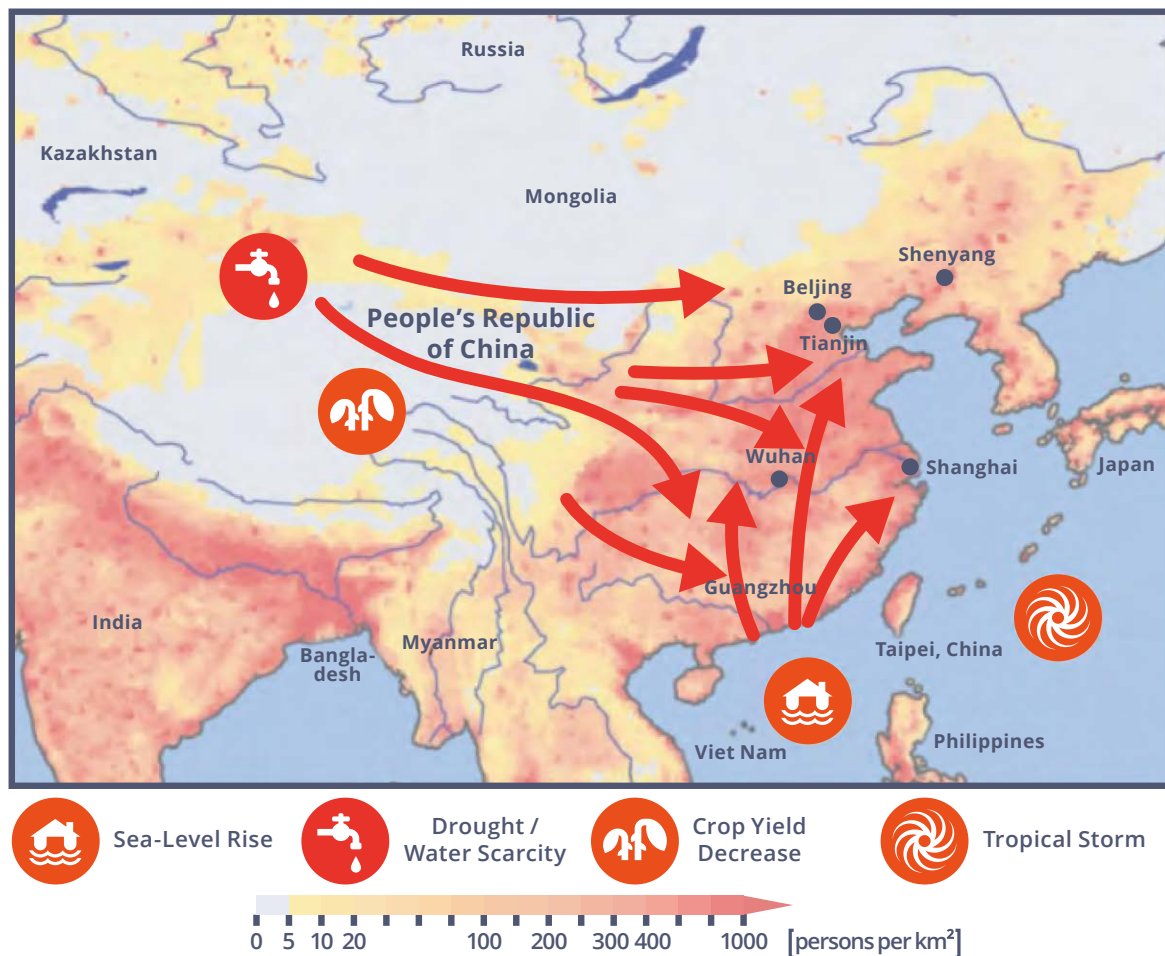 Russia
Kazakhstan
Mongolia
Shenyang
Beljing
People's Republic
of China
Tianjin
Wuhan
Shanghai
Japan
Guangzhou
India
Myanmar
Bangla-
desh
Taipei, China
Viet Nam
Philippines
Sea-Level Rise
Drought /
Water Scarcity
Crop Yield
Decrease
Tropical Storm
0 5 10 20 100 200 300 400 1000 [persons per km²]